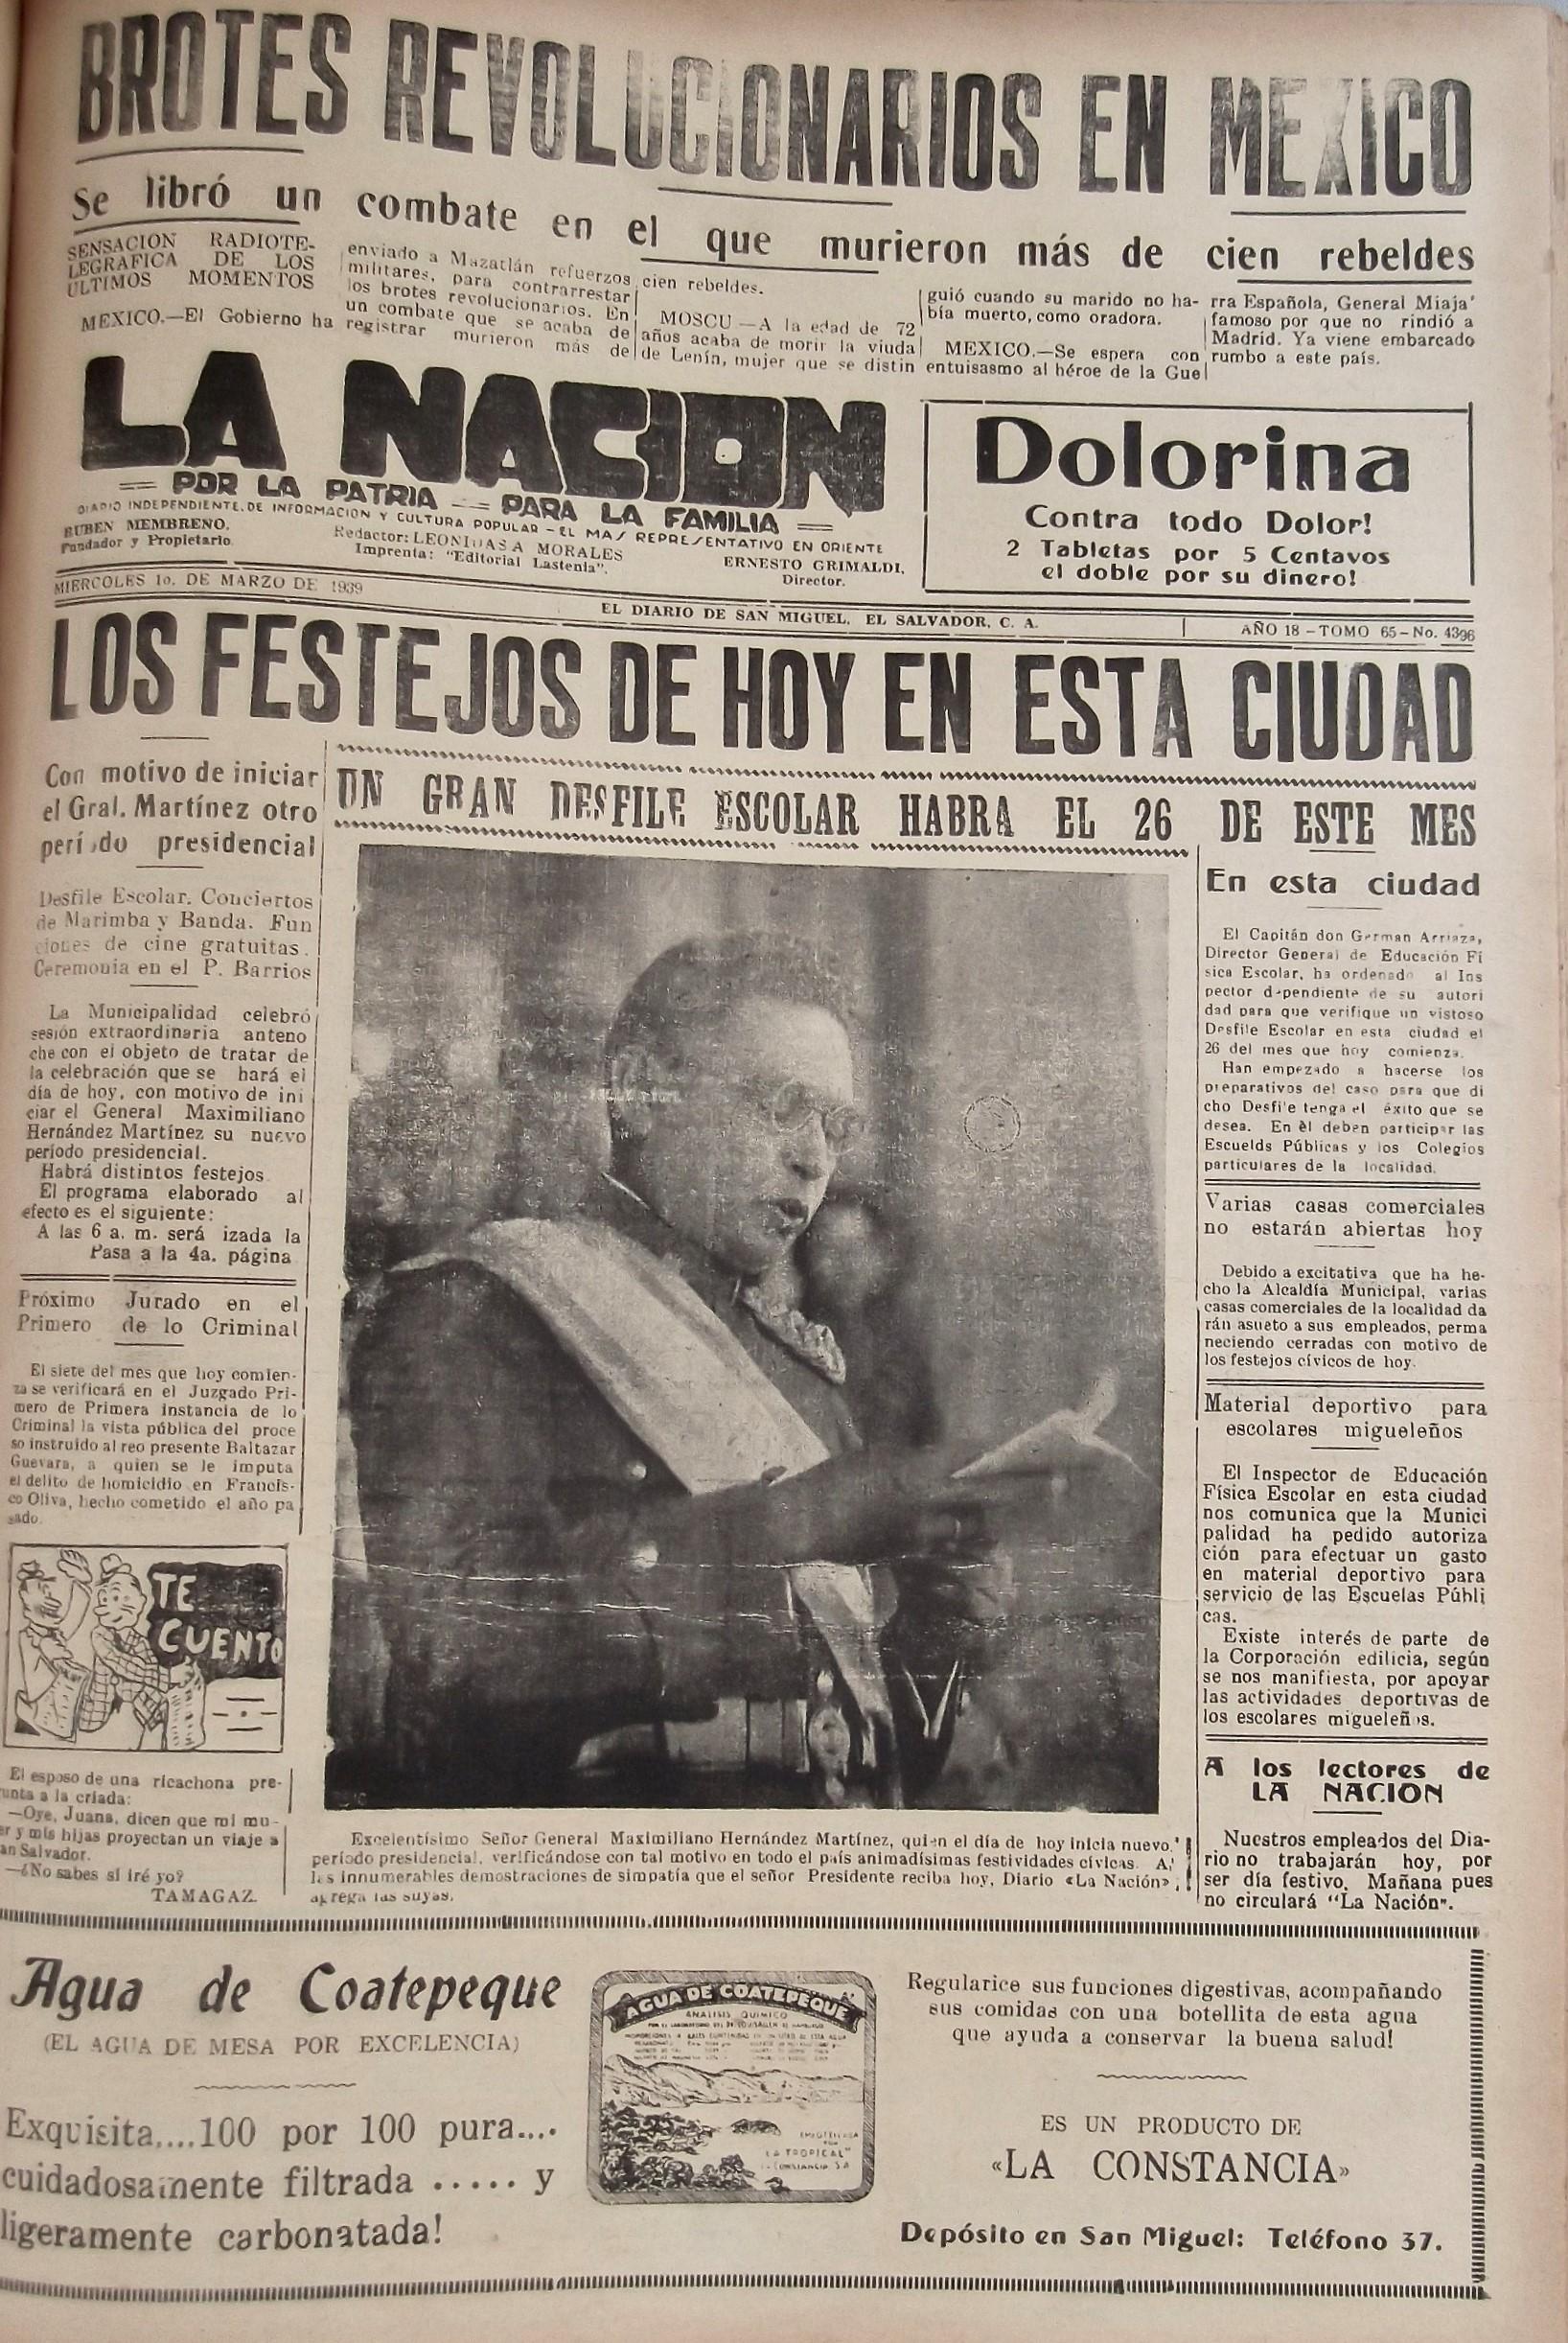 BROTES REVOLUCIONARIOS EN MEXICO
Se libró un combate en el que murieron más de cien rebeldes
SENSACION RADIOTE-
LEGRAFICA DE LOS
ULTIMOS MOMENTOS
MEXICO.—El Gobierno ha
enviado a Mazatlán refuerzos
militares, para contrarrestar
los brotes revolucionarios. En
un combate que se acaba de
registrar murieron más de
cien rebeldes.
MOSCU —A la edad de 72
años acaba de morir la viuda
de Lenín, mujer que se distin
guió cuando su marido no ha-
bía muerto, como oradora.
MEXICO.—Se espera con
entuisasmo al héroe de la Gue
rra Española, General Miaja'
famoso por que no rindió a
Madrid. Ya viene embarcado
rumbo a este país.
LA NACION
POR LA PATRIA -- PARA LA FAMILIA
DIARIO INDEPENDIENTE, DE INFORMACION Y CULTURA POPULAR - EL MAS REPRESENTATIVO EN ORIENTE
RUBEN MEMBREÑO,
Fundador y Propietario.
Redactor: LEONIDAS A MORALES
Imprenta: "Editorial Lastenia".
ERNESTO GRIMALDI,
Director.
Dolorina
Contra todo Dolor!
2 Tabletas por 5 Centavos
el doble por su dinero!
MIERCOLES 1o. DE MARZO DE 1939
EL DIARIO DE SAN MIGUEL, EL SALVADOR, C. A.
AÑO 18 - TOMO 65 - No. 4396
LOS FESTEJOS DE HOY EN ESTA CIUDAD
Con motivo de iniciar
el Gral. Martínez otro
perí do presidencial
Desfile Escolar. Conciertos
de Marimba y Banda. Fun
ciones de cine gratuitas.
Ceremonia en el P. Barrios
La Municipalidad celebró
sesión extraordinaria anteno
che con el objeto de tratar de
la celebración que se hará el
día de hoy, con motivo de ini
ciar el General Maximiliano
Hernández Martínez su nuevo
período presidencial.
Habrá distintos festejos.
El programa elaborado al
efecto es el siguiente:
A las 6 a. m. será izada la
Pasa a la 4a. página
Próximo Jurado en el
Primero de lo Criminal
El siete del mes que hoy comien-
za se verificará en el Juzgado Pri-
mero de Primera instancia de lo
Criminal la vista pública del proce
so instruido al reo presente Baltazar
Guevara, a quien se le imputa
el delito de homicidio en Francis-
co Oliva, hecho cometido el año pa
sado.
TE
CUENTO
El esposo de una ricachona pre-
unta a la criada:
—Oye, Juana, dicen que mi mu-
er y mis hijas proyectan un viaje a
an Salvador.
—¿No sabes si iré yo?
TAMAGAZ.
UN GRAN DESFILE ESCOLAR HABRA EL 26 DE ESTE MES
Excelentísimo Señor General Maximiliano Hernández Martínez, quien el día de hoy inicia nuevo
período presidencial, verificándose con tal motivo en todo el país animadísimas festividades cívicas. A
las innumerables demostraciones de simpatía que el señor Presidente reciba hoy, Diario «La Nación»
agrega las suyas.
En esta ciudad
El Capitán don German Arriaza,
Director General de Educación Fí
sica Escolar, ha ordenado al Ins
pector dependiente de su autori
dad para que verifique un vistoso
Desfile Escolar en esta ciudad el
26 del mes que hoy comienza.
Han empezado a hacerse los
preparativos del caso para que di
cho Desfile tenga el éxito que se
desea. En èl deben participar las
Escuelds Públicas y los Colegios
particulares de la localidad.
Varias casas comerciales
no estarán abiertas hoy
Debido a excitativa que ha he-
cho la Alcaldía Municipal, varias
casas comerciales de la localidad da
rán asueto a sus empleados, perma
neciendo cerradas con motivo de
los festejos cívicos de hoy.
Material deportivo para
escolares migueleños
El Inspector de Educación
Física Escolar en esta ciudad
nos comunica que la Munici
palidad ha pedido autoriza
ción para efectuar un gasto
en material deportivo para
servicio de las Escuelas Públi
cas.
Existe interés de parte de
la Corporación edilicia, según
se nos manifiesta, por apoyar
las actividades deportivas de
los escolares migueleños.
A los lectores de
LA NACION
Nuestros empleados del Dia-
rio no trabajarán hoy, por
ser día festivo. Mañana pues
no circulará "La Nación".
Agua de Coatepeque
(EL AGUA DE MESA POR EXCELENCIA)
Exquisita....100 por 100 pura....
cuidadosamente filtrada ..... y
ligeramente carbonatada!
AGUA DE COATEPEQUE
ANALISIS QUIMICO
LA TROPICAL"
CONSTANCIA S.A
Regularice sus funciones digestivas, acompañando
sus comidas con una botellita de esta agua
que ayuda a conservar la buena salud!
ES UN PRODUCTO DE
«LA CONSTANCIA»
Depósito en San Miguel: Teléfono 37.